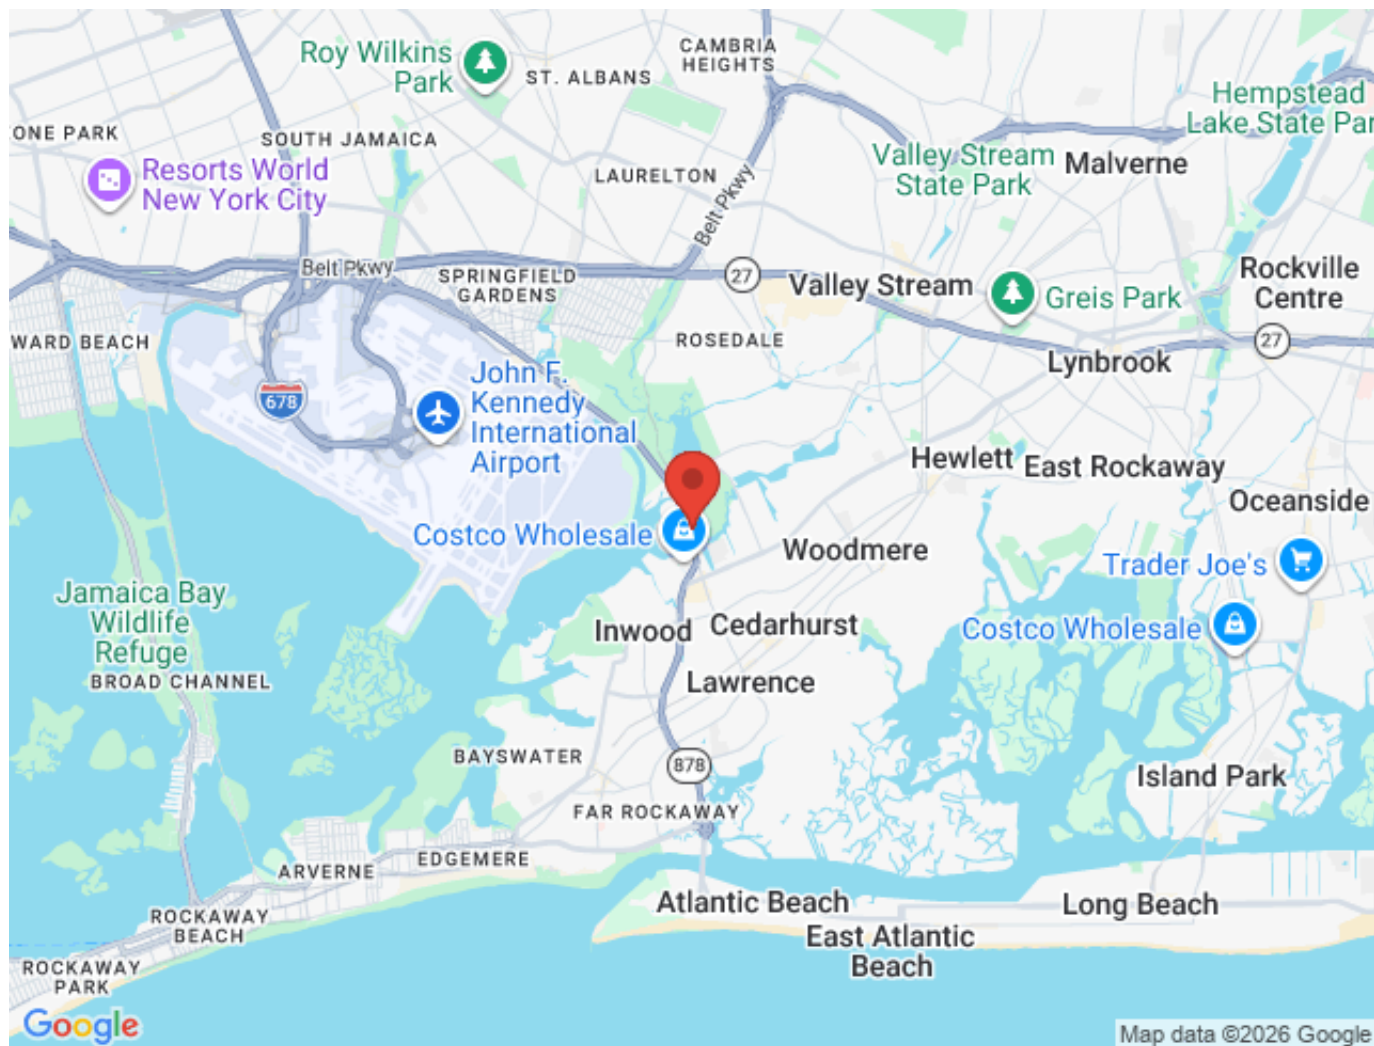 Roy Wilkins
Park
ST. ALBANS
CAMBRIA
HEIGHTS
Hempstead
Lake State Par
ONE PARK
SOUTH JAMAICA
Resorts World
New York City
LAURELTON
Valley Stream
State Park
Malverne
Belt Pkwy
Belt Pkwy
SPRINGFIELD
GARDENS
27
Valley Stream
Greis Park
Rockville
Centre
WARD BEACH
ROSEDALE
27
Lynbrook
678
John F.
Kennedy
International
Airport
Hewlett
East Rockaway
Oceanside
Costco Wholesale
Woodmere
Trader Joe's
Jamaica Bay
Wildlife
Refuge
Inwood
Cedarhurst
Costco Wholesale
BROAD CHANNEL
Lawrence
BAYSWATER
878
Island Park
FAR ROCKAWAY
EDGEMERE
ARVERNE
Atlantic Beach
Long Beach
ROCKAWAY
BEACH
East Atlantic
Beach
ROCKAWAY
PARK
Google
Map data ©2026 Google